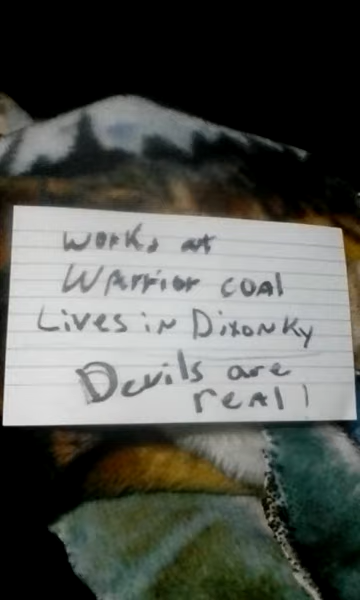 Works at
Warrior coal
Lives in Dixon Ky
Devils are
real!